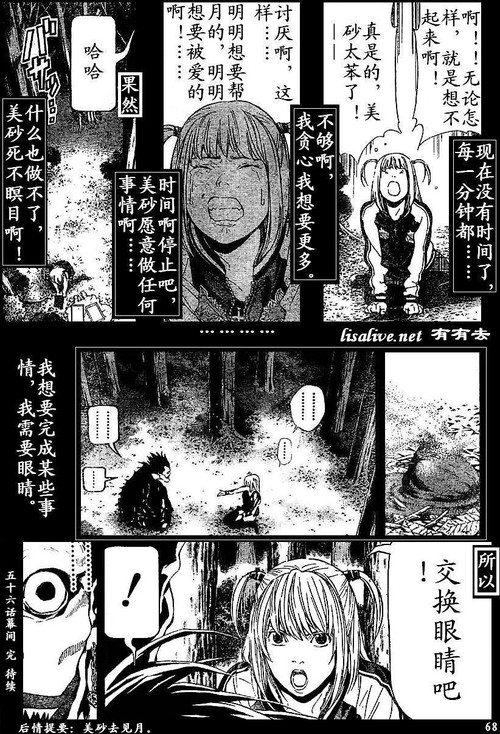 啊！！无论怎
样，就是想不
起来啊！
真是的，美
砂太苯了！
——
现在没有时间了，
每一分钟都……
不够啊，
我贪心我想要更多。
讨厌啊，这
样……
明明想要帮
月的，明明
想要被爱的
啊！！
时间啊停止吧，
美砂愿意做任何
事情啊……
果然
哈哈
什么也做不了，
美砂死不瞑目啊！
………
lisalive.net 有有去
……
……
……
我想要完成某些事
情，我需要眼睛。
所以
交换眼睛吧
！
！
五十六话幕间 完 待续
后情提要：美砂去见月。
68